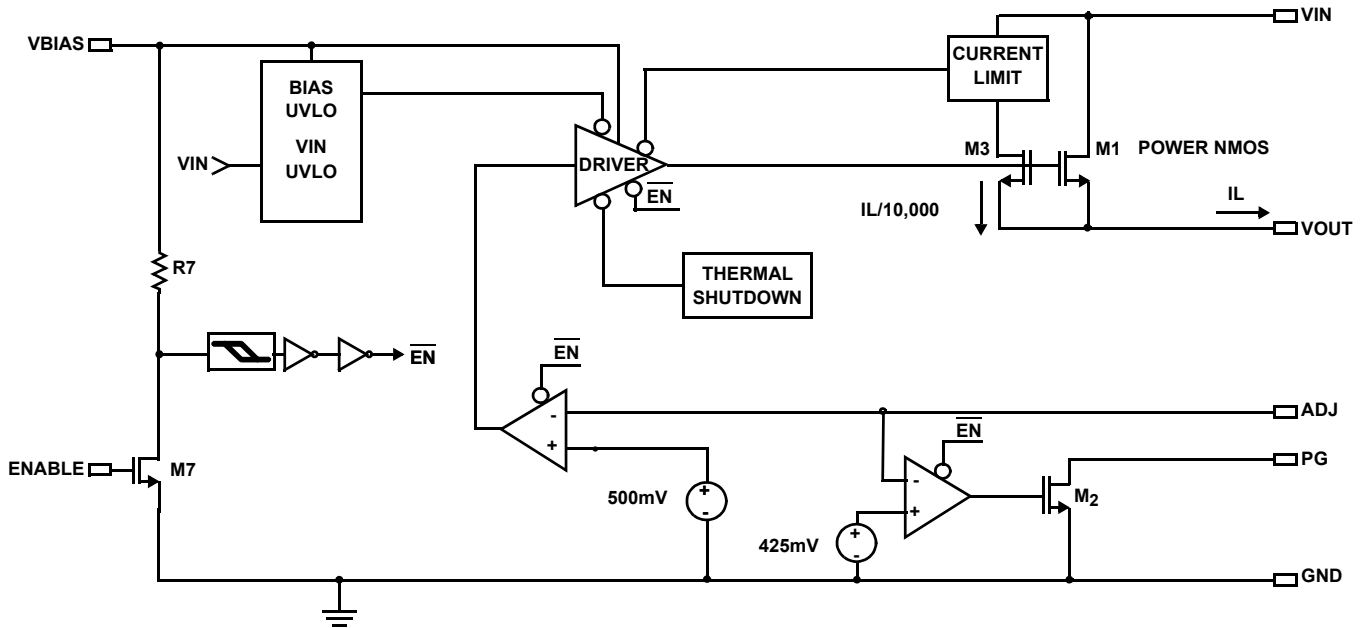 VBIAS
VIN
CURRENT
LIMIT
BIAS
UVLO
VIN
UVLO
VIN
DRIVER
EN
M3
M1
POWER NMOS
IL/10,000
IL
VOUT
R7
THERMAL
SHUTDOWN
EN
EN
-
+
ADJ
EN
ENABLE
M7
500mV
+
-
-
+
PG
M2
425mV
+
-
GND